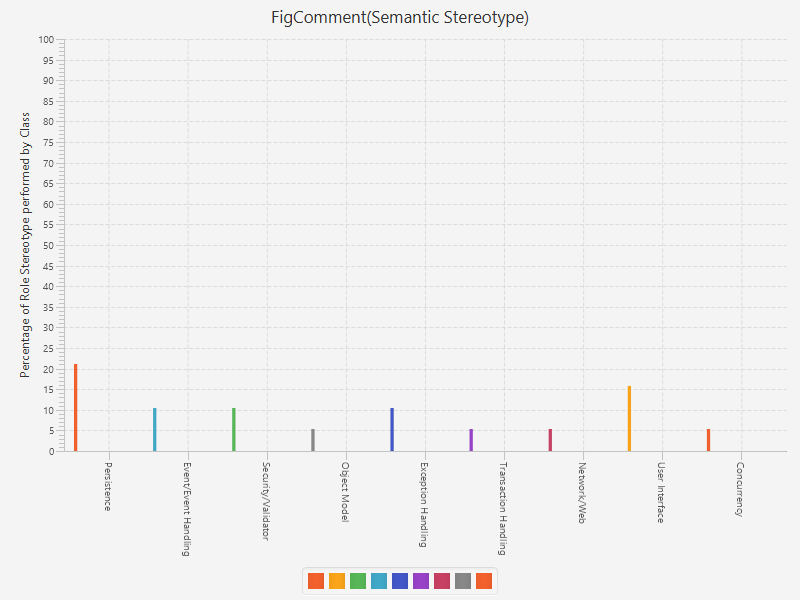 FigComment(Semantic Stereotype)
Percentage of Role Stereotype performed by Class
100
95
90
85
80
75
70
65
60
55
50
45
40
35
30
25
20
15
10
5
0
Persistence
Event/Event Handling
Security/Validator
Object Model
Exception Handling
Transaction Handling
Network/Web
User Interface
Concurrency